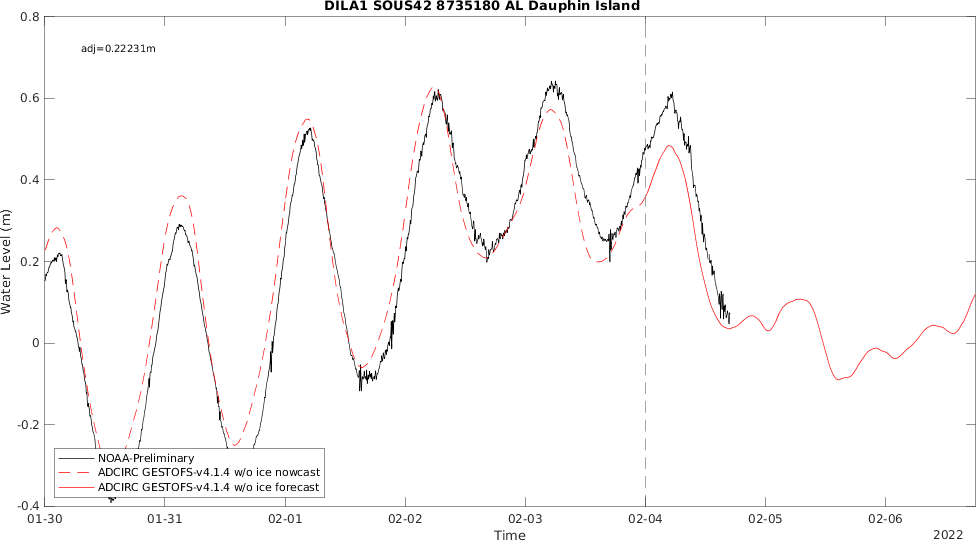 DILA1 SOUS42 8735180 AL Dauphin Island
adj=0.22231m
Water Level (m)
0.8
0.6
0.4
0.2
0
-0.2
-0.4
NOAA-Preliminary
ADCIRC GESTOFS-v4.1.4 w/o ice nowcast
ADCIRC GESTOFS-v4.1.4 w/o ice forecast
01-30 01-31 02-01 02-02 02-03 02-04 02-05 02-06
Time
2022